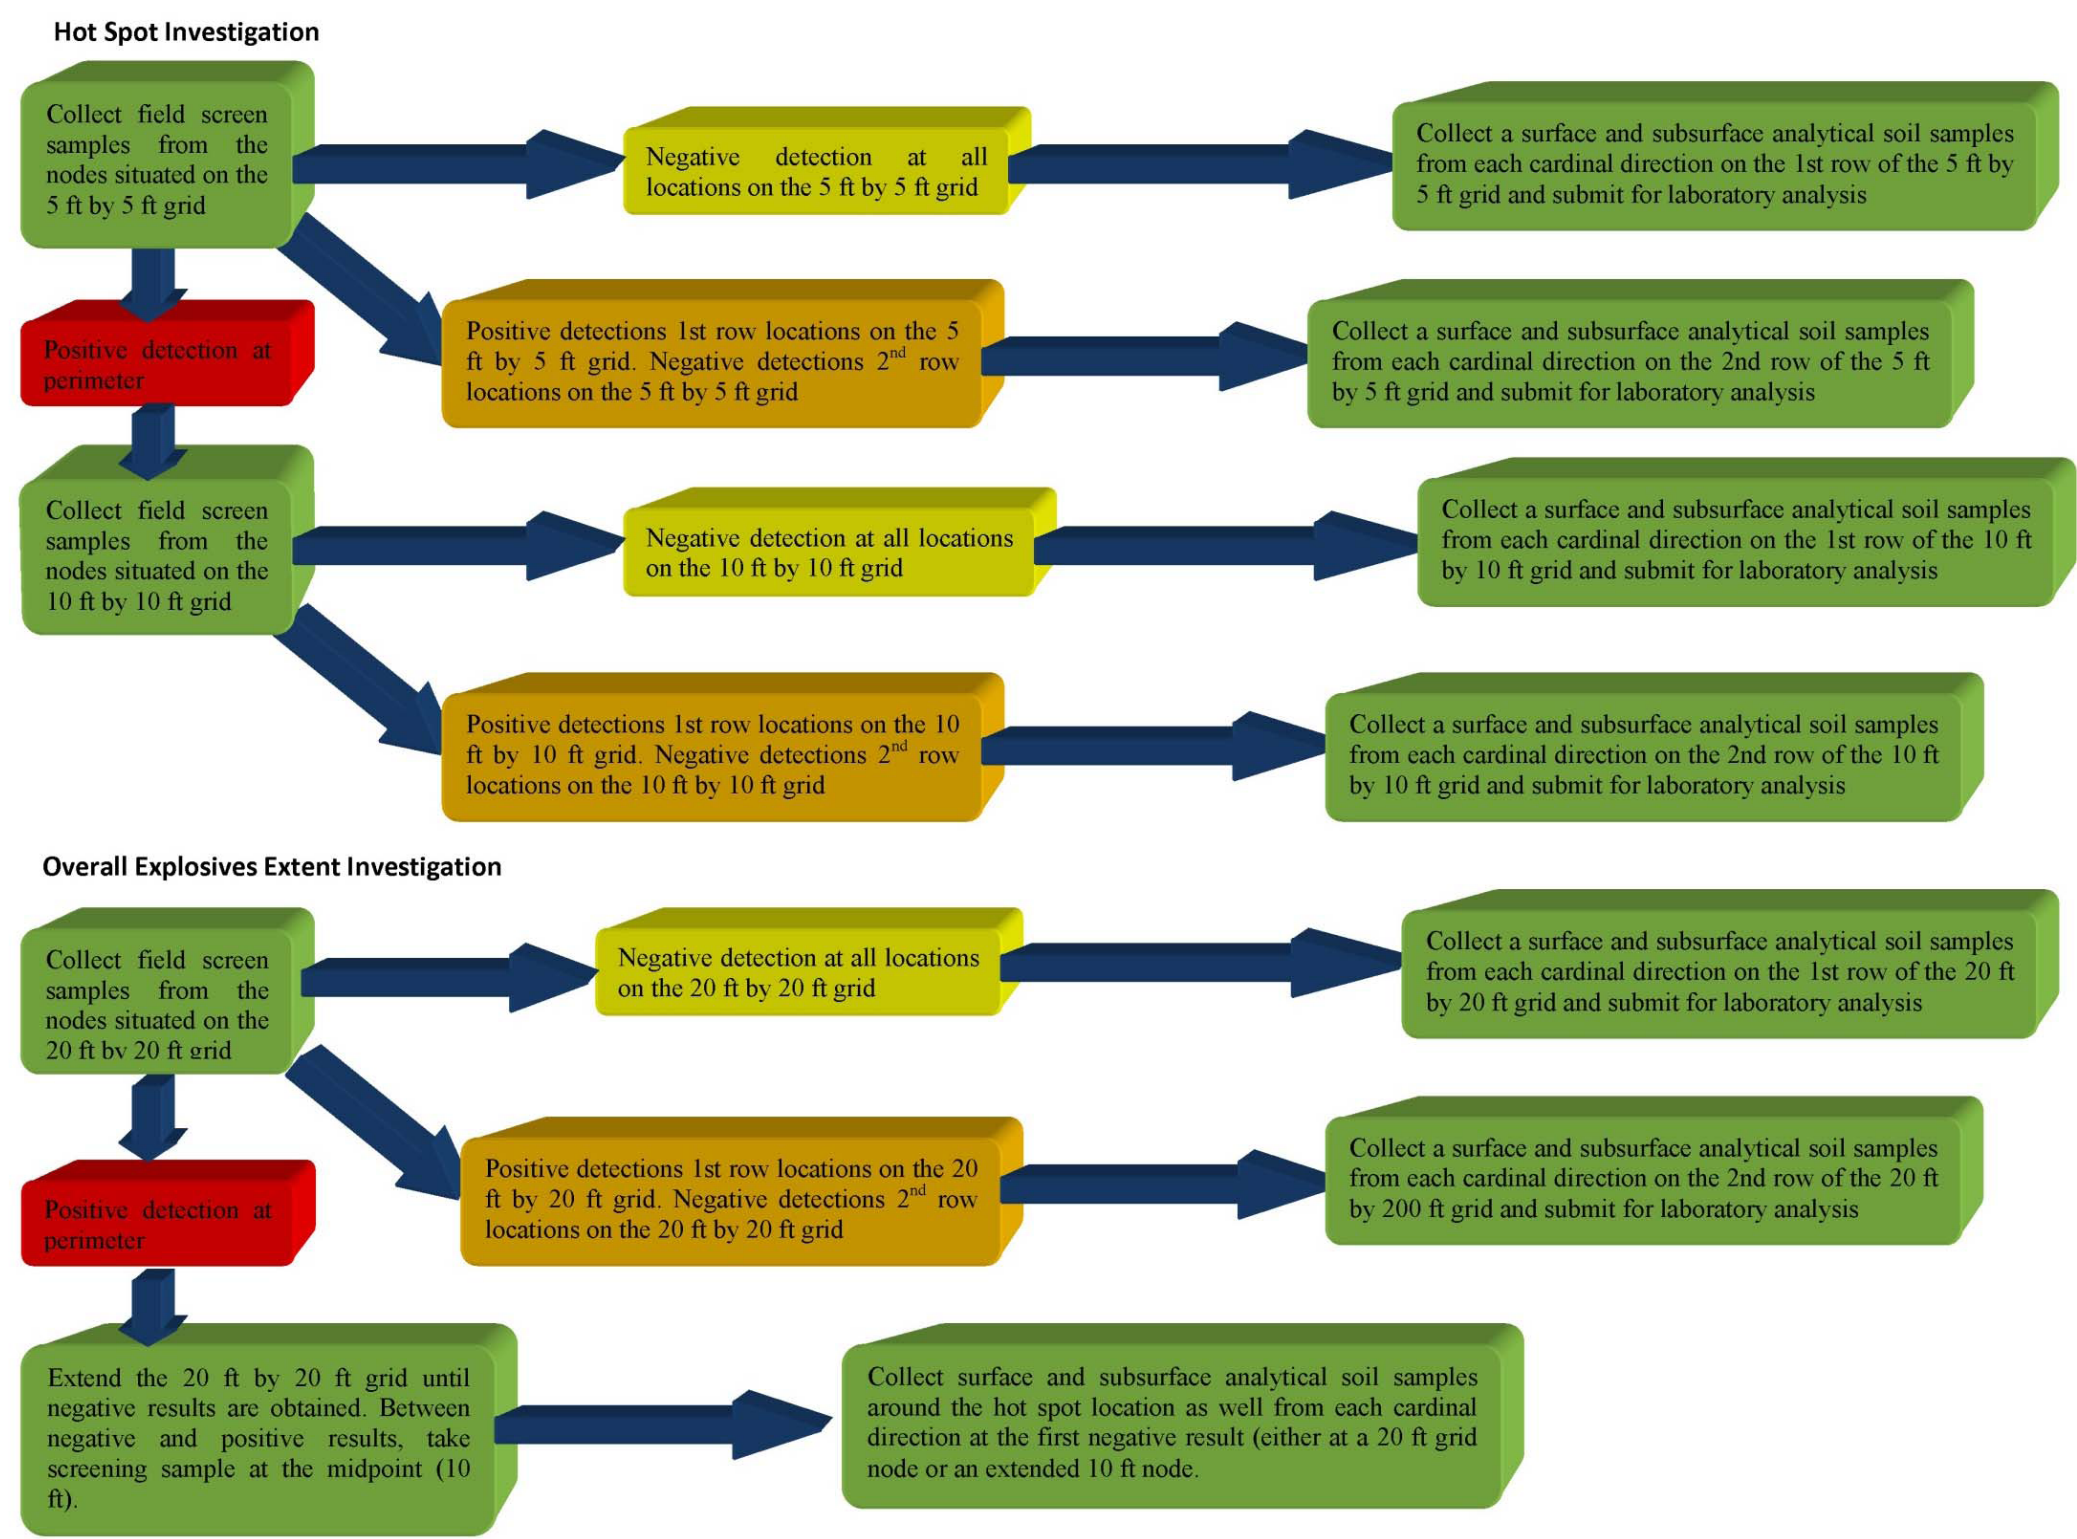 Hot Spot Investigation
Collect field screen
samples from the
nodes situated on the
5 ft by 5 ft grid
Negative detection at all
locations on the 5 ft by 5 ft grid
Collect a surface and subsurface analytical soil samples
from each cardinal direction on the 1st row of the 5 ft by
5 ft grid and submit for laboratory analysis
Positive detection at
perimeter
Positive detections 1st row locations on the 5
ft by 5 ft grid. Negative detections 2nd row
locations on the 5 ft by 5 ft grid
Collect a surface and subsurface analytical soil samples
from each cardinal direction on the 2nd row of the 5 ft
by 5 ft grid and submit for laboratory analysis
Collect field screen
samples from the
nodes situated on the
10 ft by 10 ft grid
Negative detection at all locations
on the 10 ft by 10 ft grid
Collect a surface and subsurface analytical soil samples
from each cardinal direction on the 1st row of the 10 ft
by 10 ft grid and submit for laboratory analysis
Positive detections 1st row locations on the 10
ft by 10 ft grid. Negative detections 2nd row
locations on the 10 ft by 10 ft grid
Collect a surface and subsurface analytical soil samples
from each cardinal direction on the 2nd row of the 10 ft
by 10 ft grid and submit for laboratory analysis
Overall Explosives Extent Investigation
Collect field screen
samples from the
nodes situated on the
20 ft by 20 ft grid
Negative detection at all locations
on the 20 ft by 20 ft grid
Collect a surface and subsurface analytical soil samples
from each cardinal direction on the 1st row of the 20 ft
by 20 ft grid and submit for laboratory analysis
Positive detection at
perimeter
Positive detections 1st row locations on the 20
ft by 20 ft grid. Negative detections 2nd row
locations on the 20 ft by 20 ft grid
Collect a surface and subsurface analytical soil samples
from each cardinal direction on the 2nd row of the 20 ft
by 200 ft grid and submit for laboratory analysis
Extend the 20 ft by 20 ft grid until
negative results are obtained. Between
negative and positive results, take
screening sample at the midpoint (10
ft).
Collect surface and subsurface analytical soil samples
around the hot spot location as well from each cardinal
direction at the first negative result (either at a 20 ft grid
node or an extended 10 ft node.